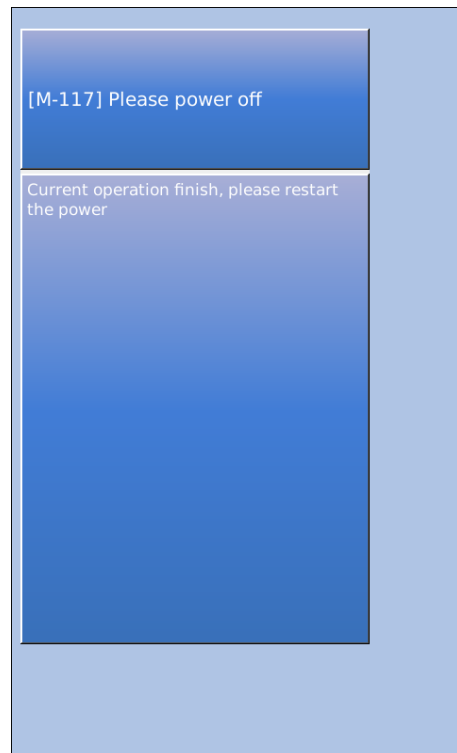 [M-117] Please power off
Current operation finish, please restart
the power